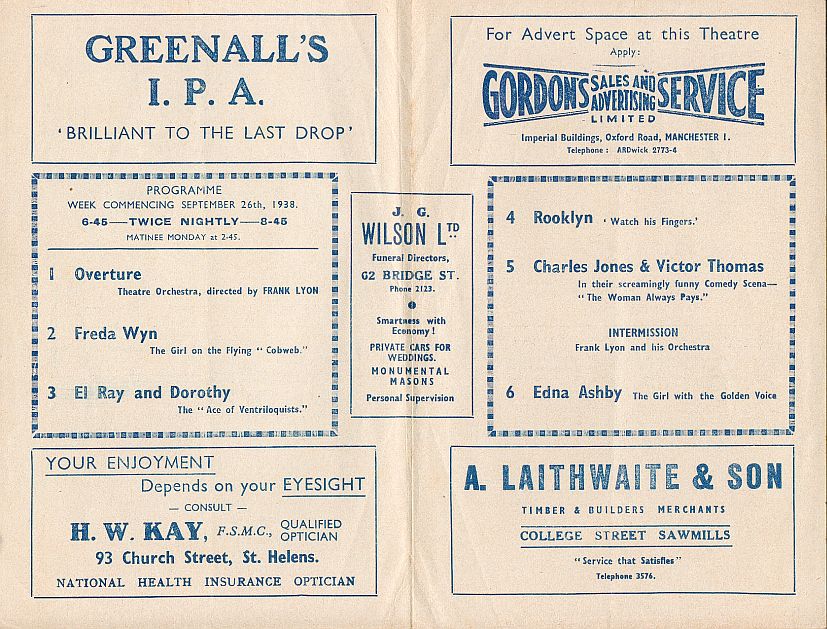 GREENALL'S
I. P. A.
'BRILLIANT TO THE LAST DROP'
For Advert Space at this Theatre
Apply:
GORDON'S SALES AND ADVERTISING SERVICE
LIMITED
Imperial Buildings, Oxford Road, MANCHESTER 1.
Telephone : ARDwick 2773-4
PROGRAMME
WEEK COMMENCING SEPTEMBER 26th, 1938.
6-45—TWICE NIGHTLY—8-45
MATINEE MONDAY at 2-45.
1 Overture
Theatre Orchestra, directed by FRANK LYON
2 Freda Wyn
The Girl on the Flying "Cobweb."
3 El Ray and Dorothy
The "Ace of Ventriloquists."
J. G.
WILSON LTD
Funeral Directors,
62 BRIDGE ST.
Phone 2123.
Smartness with
Economy!
PRIVATE CARS FOR
WEDDINGS.
MONUMENTAL
MASONS
Personal Supervision
4 Rooklyn 'Watch his Fingers.'
5 Charles Jones & Victor Thomas
In their screamingly funny Comedy Scena—
"The Woman Always Pays."
INTERMISSION
Frank Lyon and his Orchestra
6 Edna Ashby The Girl with the Golden Voice
YOUR ENJOYMENT
Depends on your EYESIGHT
— CONSULT —
H. W. KAY, F.S.M.C., QUALIFIED OPTICIAN
93 Church Street, St. Helens.
NATIONAL HEALTH INSURANCE OPTICIAN
A. LAITHWAITE & SON
TIMBER & BUILDERS MERCHANTS
COLLEGE STREET SAWMILLS
"Service that Satisfies"
Telephone 3576.